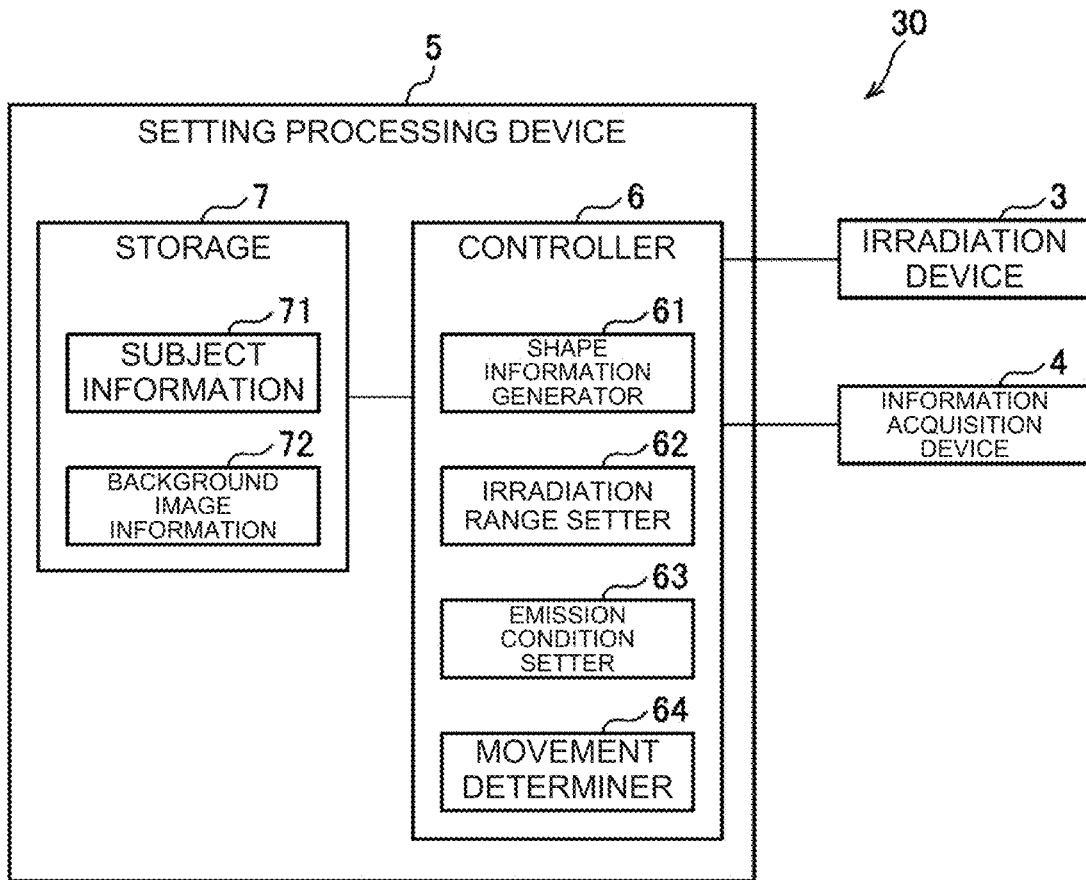 30
5
SETTING PROCESSING DEVICE
7
STORAGE
71
SUBJECT
INFORMATION
72
BACKGROUND
IMAGE
INFORMATION
6
CONTROLLER
61
SHAPE
INFORMATION
GENERATOR
62
IRRADIATION
RANGE SETTER
63
EMISSION
CONDITION
SETTER
64
MOVEMENT
DETERMINER
3
IRRADIATION
DEVICE
4
INFORMATION
ACQUISITION
DEVICE